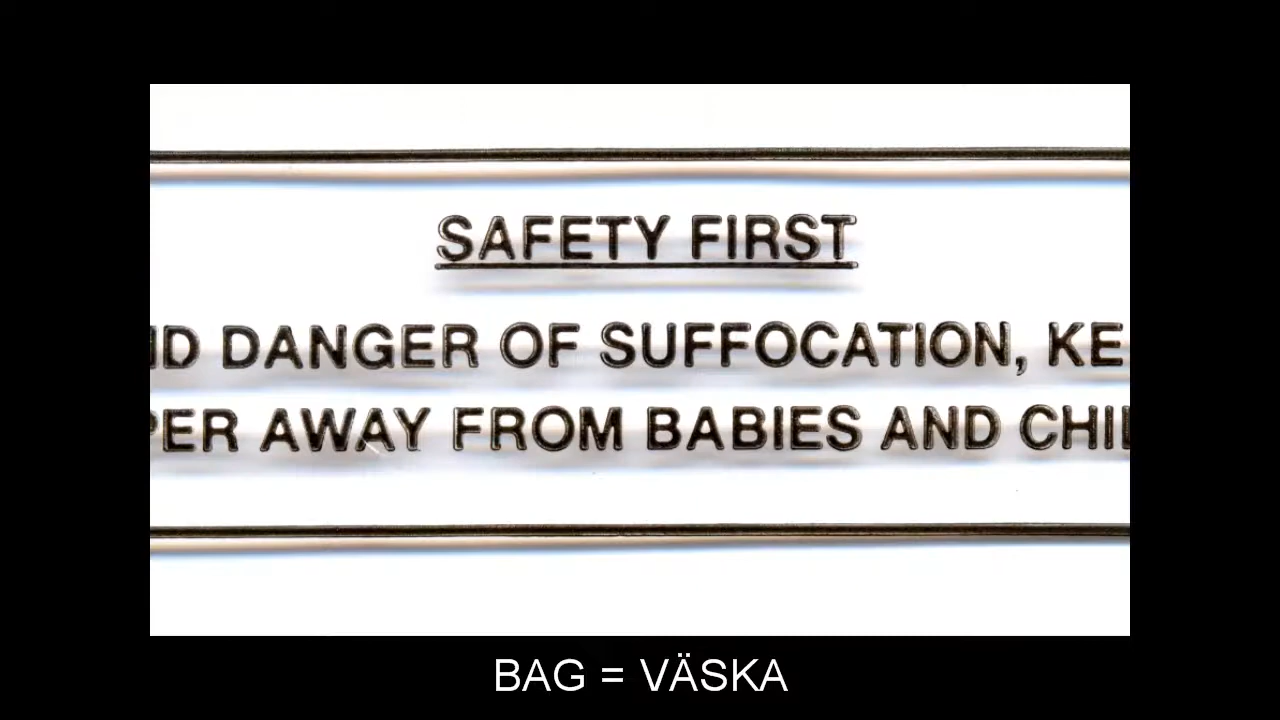 SAFETY FIRST
DANGER OF SUFFOCATION,
AWAY FROM BABIES AND
BAG = VÄSKA